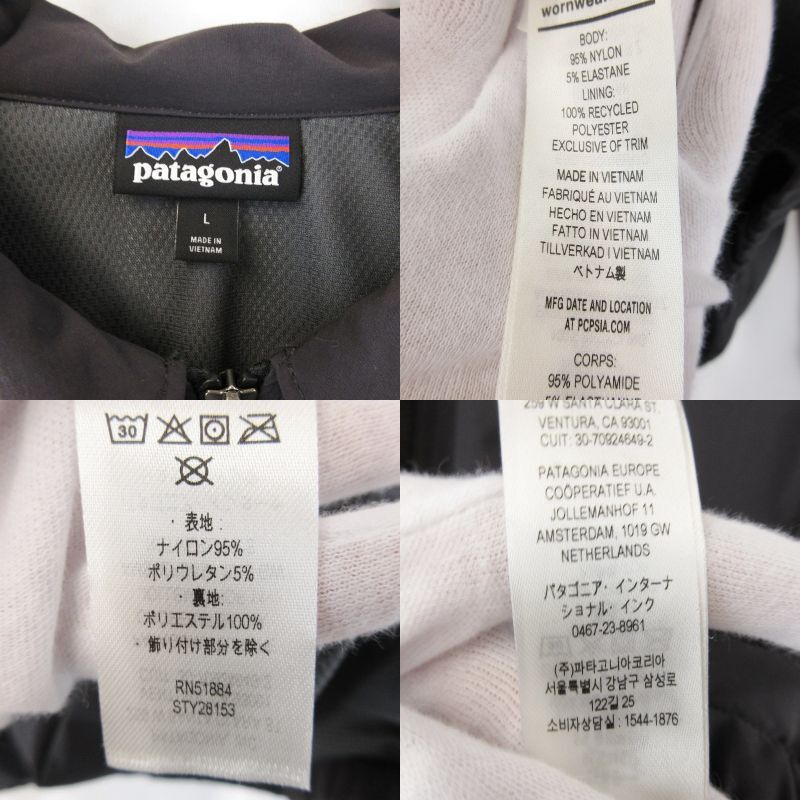 patagonia®
L
MADE IN
VIETNAM
wornwear
BODY:
95% NYLON
5% ELASTANE
LINING:
100% RECYCLED
POLYESTER
EXCLUSIVE OF TRIM
MADE IN VIETNAM
FABRIQUÉ AU VIETNAM
HECHO EN VIETNAM
FATTO IN VIETNAM
TILLVERKAD I VIETNAM
ベトナム製
MFG DATE AND LOCATION
AT PCPSIA.COM
CORPS:
95% POLYAMIDE
30
・表地:
ナイロン95%
ポリウレタン5%
・裏地:
ポリエステル100%
・飾り付け部分を除く
RN51884
STY28153
259 W SANTA CLARA ST.
VENTURA, CA 93001
CUIT: 30-70924649-2
PATAGONIA EUROPE
COÖPERATIEF U.A.
JOLLEMANHOF 11
AMSTERDAM, 1019 GW
NETHERLANDS
パタゴニア・インターナ
ショナル・インク
0467-23-8961
(주)파타고니아코리아
서울특별시 강남구 삼성로
122길 25
소비자상담실 : 1544-1876